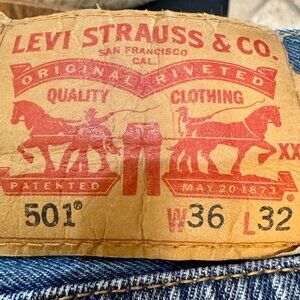 LEVI STRAUSS & CO.
SAN FRANCISCO
CAL.
ORIGINAL RIVETED
QUALITY CLOTHING
XX
PATENTED MAY 20 1873
501® W36 L32